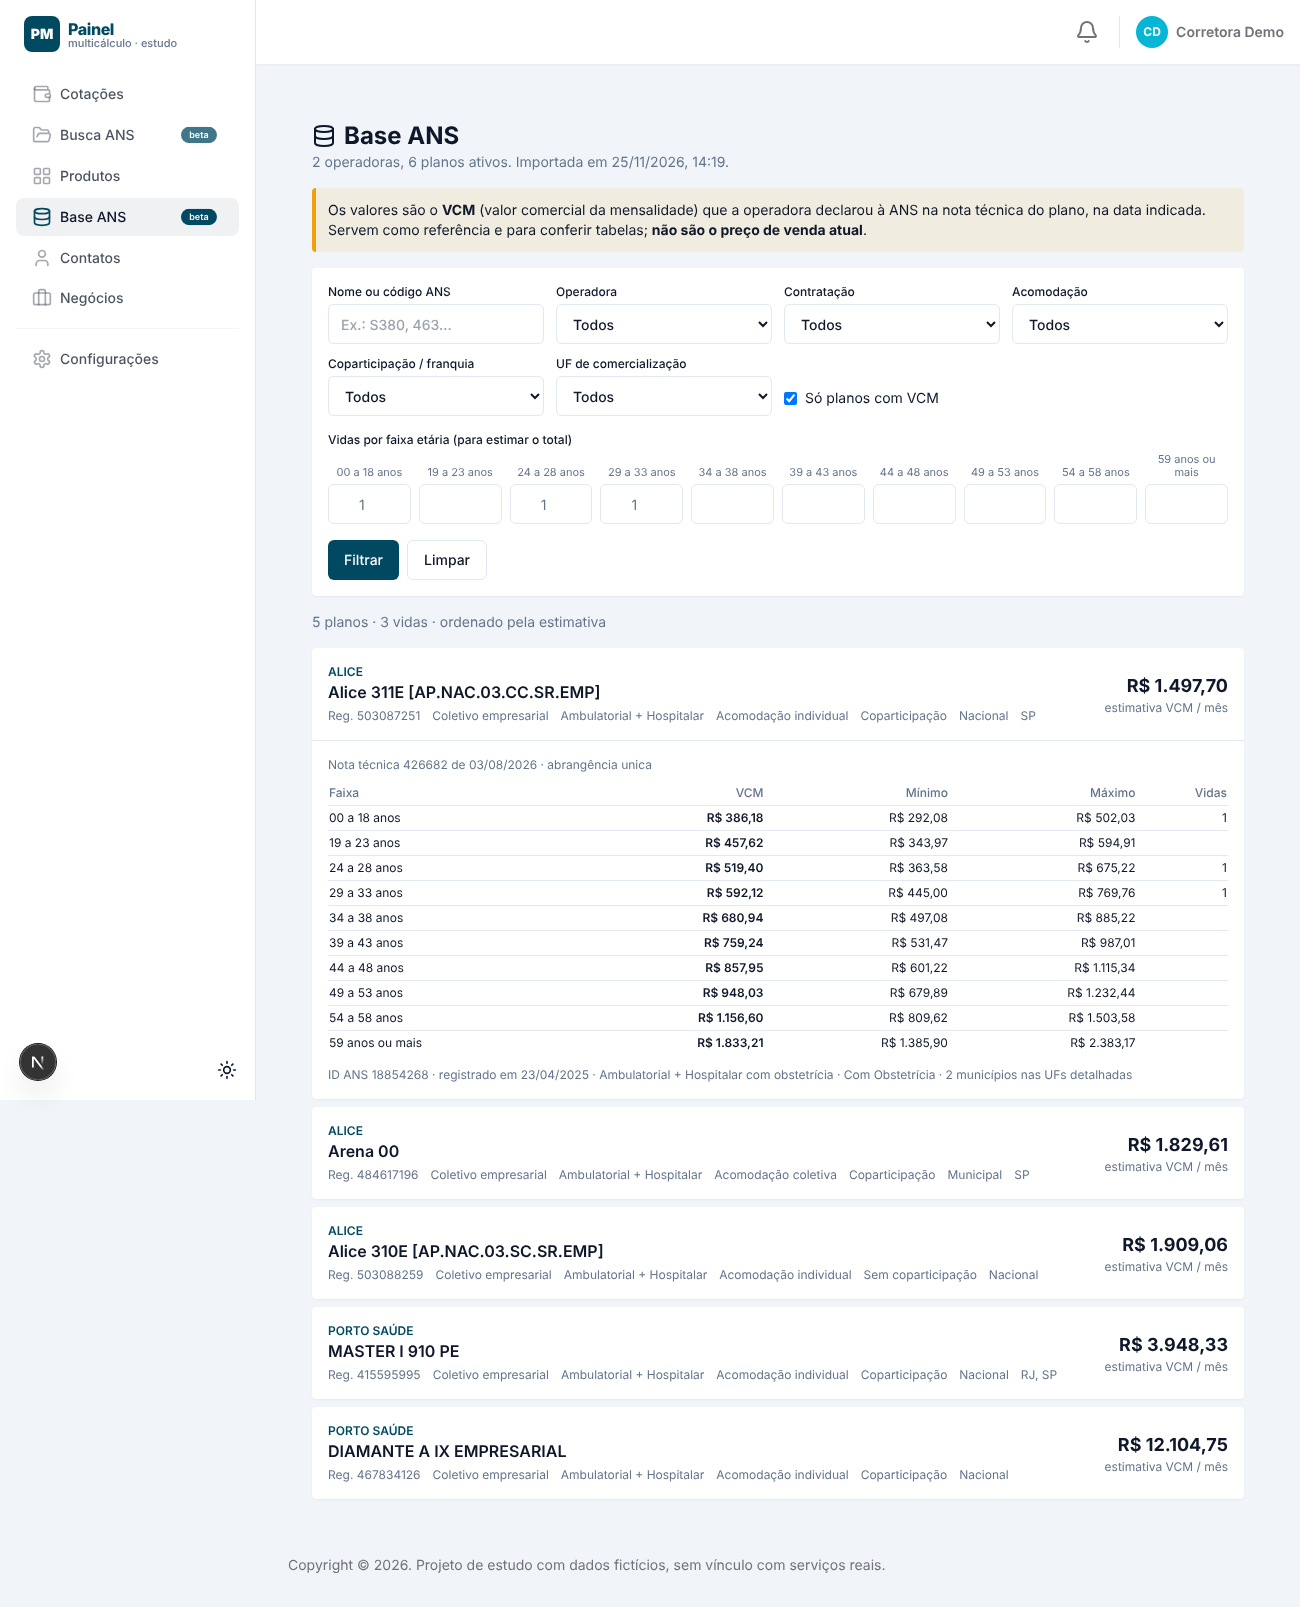 PM
Painel
multicálculo · estudo
CD
Corretora Demo
Cotações
Busca ANS beta
Produtos
Base ANS beta
Contatos
Negócios
Configurações
N
Base ANS
2 operadoras, 6 planos ativos. Importada em 25/11/2026, 14:19.
Os valores são o VCM (valor comercial da mensalidade) que a operadora declarou à ANS na nota técnica do plano, na data indicada.
Servem como referência e para conferir tabelas; não são o preço de venda atual.
Nome ou código ANS Operadora Contratação Acomodação
Ex.: S380, 463... Todos Todos Todos
Coparticipação / franquia UF de comercialização
Todos Todos Só planos com VCM
Vidas por faixa etária (para estimar o total)
00 a 18 anos 19 a 23 anos 24 a 28 anos 29 a 33 anos 34 a 38 anos 39 a 43 anos 44 a 48 anos 49 a 53 anos 54 a 58 anos 59 anos ou mais
1 1 1
Filtrar Limpar
5 planos · 3 vidas · ordenado pela estimativa
ALICE
Alice 311E [AP.NAC.03.CC.SR.EMP] R$ 1.497,70
Reg. 503087251 Coletivo empresarial Ambulatorial + Hospitalar Acomodação individual Coparticipação Nacional SP estimativa VCM / mês
Nota técnica 426682 de 03/08/2026 · abrangência unica
Faixa VCM Mínimo Máximo Vidas
00 a 18 anos R$ 386,18 R$ 292,08 R$ 502,03 1
19 a 23 anos R$ 457,62 R$ 343,97 R$ 594,91
24 a 28 anos R$ 519,40 R$ 363,58 R$ 675,22 1
29 a 33 anos R$ 592,12 R$ 445,00 R$ 769,76 1
34 a 38 anos R$ 680,94 R$ 497,08 R$ 885,22
39 a 43 anos R$ 759,24 R$ 531,47 R$ 987,01
44 a 48 anos R$ 857,95 R$ 601,22 R$ 1.115,34
49 a 53 anos R$ 948,03 R$ 679,89 R$ 1.232,44
54 a 58 anos R$ 1.156,60 R$ 809,62 R$ 1.503,58
59 anos ou mais R$ 1.833,21 R$ 1.385,90 R$ 2.383,17
ID ANS 18854268 · registrado em 23/04/2025 · Ambulatorial + Hospitalar com obstetrícia · Com Obstetrícia · 2 municípios nas UFs detalhadas
ALICE
Arena 00 R$ 1.829,61
Reg. 484617196 Coletivo empresarial Ambulatorial + Hospitalar Acomodação coletiva Coparticipação Municipal SP estimativa VCM / mês
ALICE
Alice 310E [AP.NAC.03.SC.SR.EMP] R$ 1.909,06
Reg. 503088259 Coletivo empresarial Ambulatorial + Hospitalar Acomodação individual Sem coparticipação Nacional estimativa VCM / mês
PORTO SAÚDE
MASTER I 910 PE R$ 3.948,33
Reg. 415595995 Coletivo empresarial Ambulatorial + Hospitalar Acomodação individual Coparticipação Nacional RJ, SP estimativa VCM / mês
PORTO SAÚDE
DIAMANTE A IX EMPRESARIAL R$ 12.104,75
Reg. 467834126 Coletivo empresarial Ambulatorial + Hospitalar Acomodação individual Coparticipação Nacional estimativa VCM / mês
Copyright © 2026. Projeto de estudo com dados fictícios, sem vínculo com serviços reais.